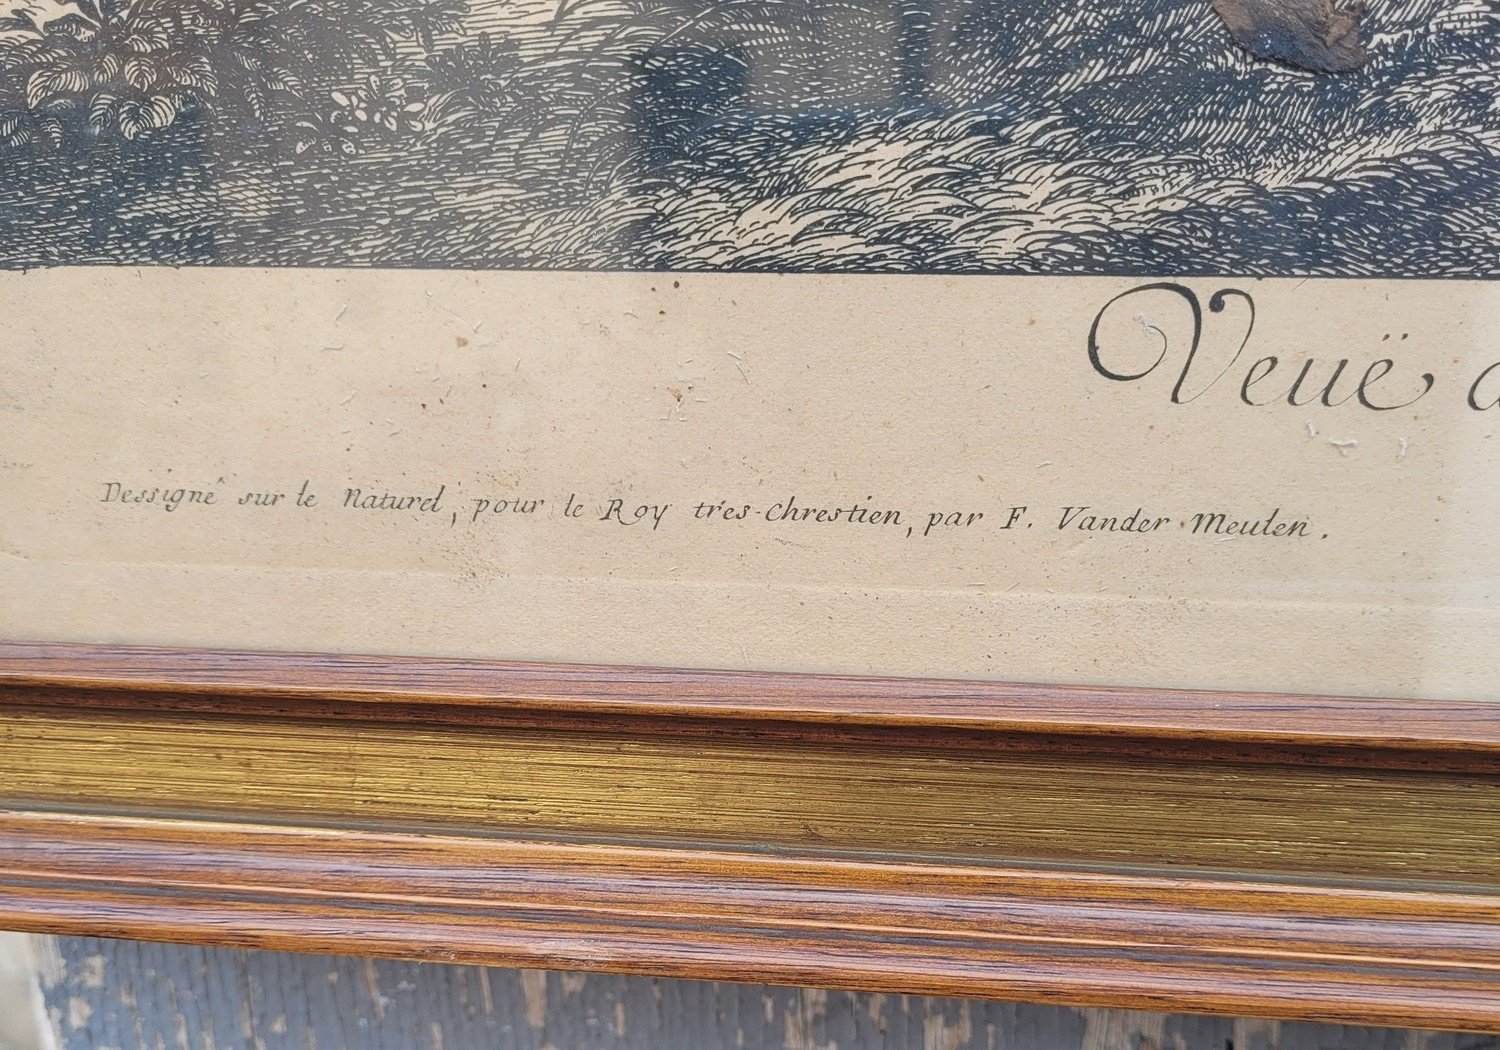 Veuë
Dessigné sur le Naturel, pour le Roy tres-chrestien, par F. Vander Meulen.